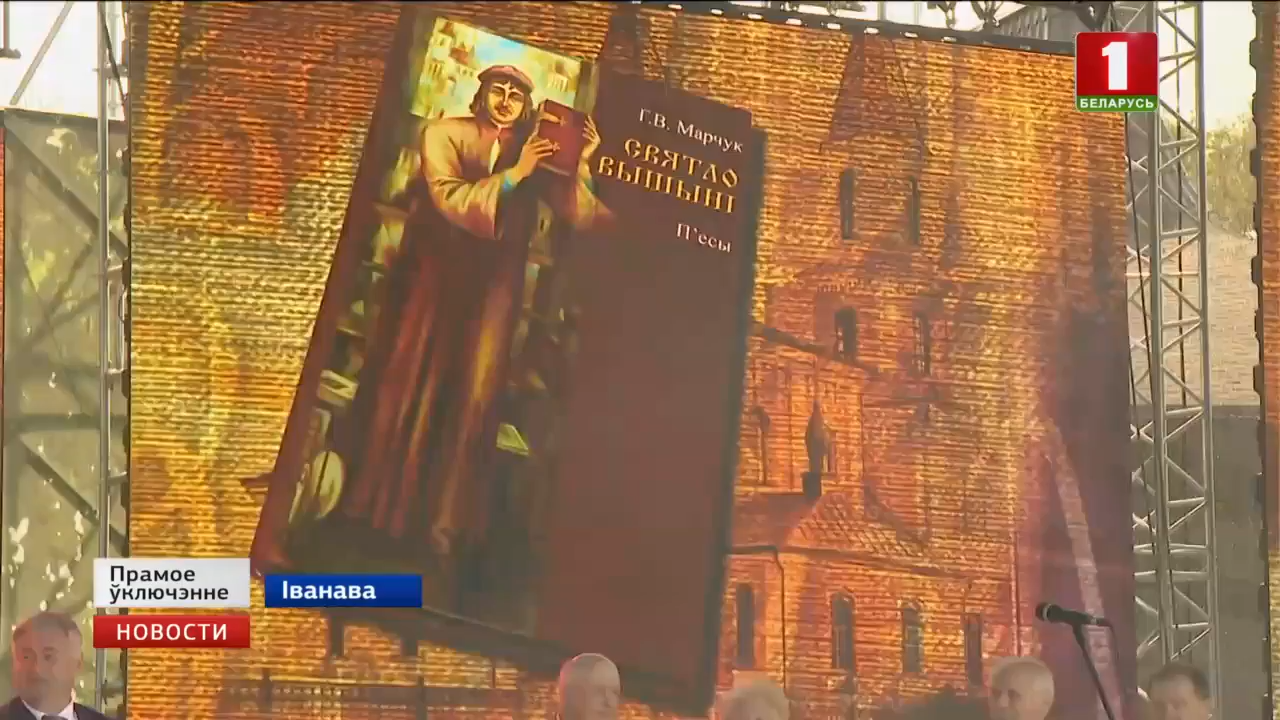 1
БЕЛАРУСЬ
Г.В. Марчук
СВЯТЛО
ВЫШЫНІ
П'есы
Прамое
ўключэнне
Іванава
НОВОСТИ